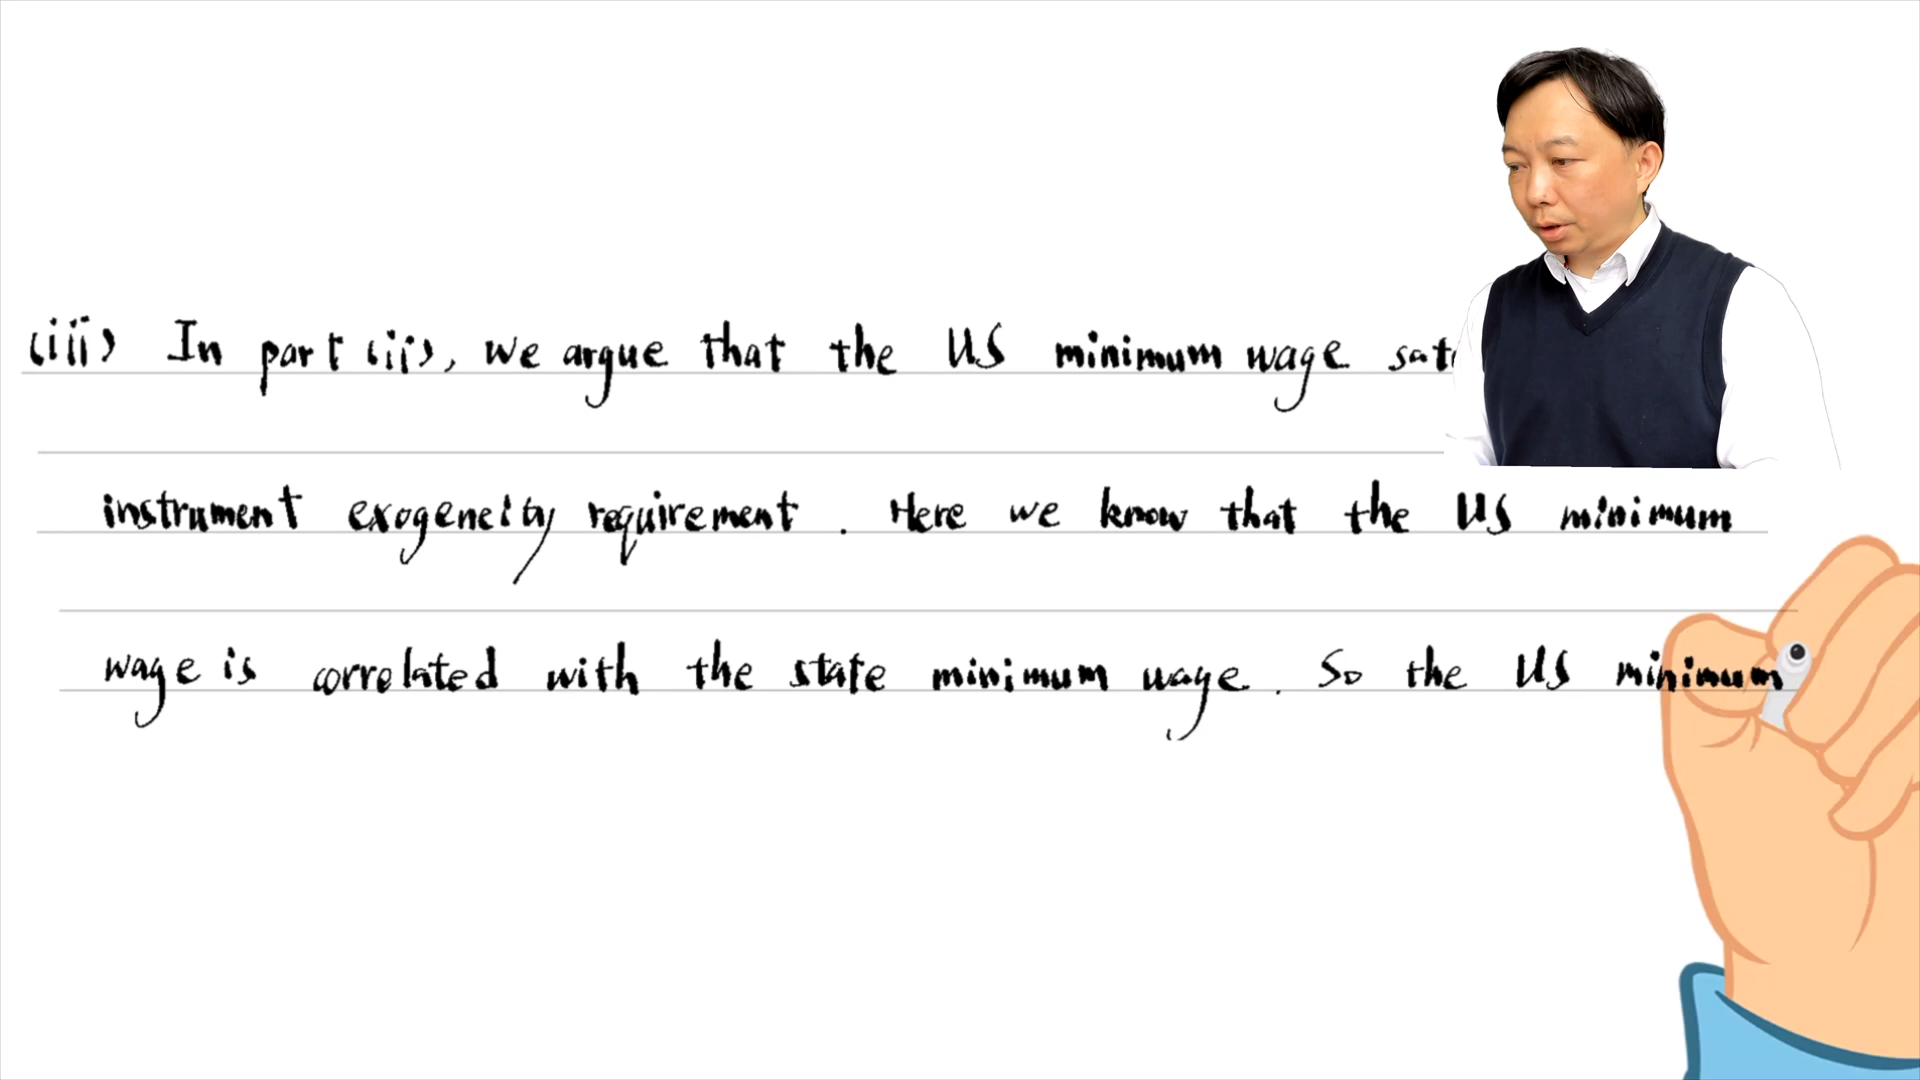 (iii) In part (ii), we argue that the US minimum wage
instrument exogeneity requirement. Here we know that the US minimum
wage is correlated with the state minimum wage. So the US minimum